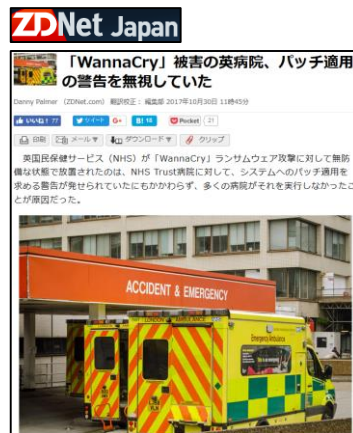 ZDNet Japan
「WannaCry」被害の英病院、パッチ適用
の警告を無視していた
Danny Palmer （ZDNet.com） 翻訳校正： 編集部 2017年10月30日 11時45分
いいね！ 77 ツイート G+ B! 18 Pocket 21
印刷 メール ダウンロード クリップ
英国民保健サービス（NHS）が「WannaCry」ランサムウェア攻撃に対して無防
備な状態で放置されたのは、NHS Trust病院に対して、システムへのパッチ適用を
求める警告が発せられていたにもかかわらず、多くの病院がそれを実行しなかったこ
とが原因だった。
ACCIDENT & EMERGENCY
Emergency Ambulance